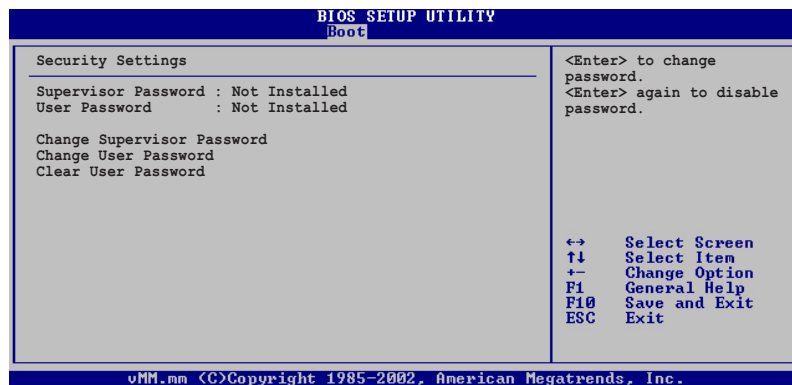 BIOS SETUP UTILITY
Boot
Security Settings
Supervisor Password : Not Installed
User Password : Not Installed
Change Supervisor Password
Change User Password
Clear User Password
<Enter> to change
password.
<Enter> again to disable
password.
←→ Select Screen
↑↓ Select Item
+- Change Option
F1 General Help
F10 Save and Exit
ESC Exit
vMM.mm (C)Copyright 1985-2002, American Megatrends, Inc.